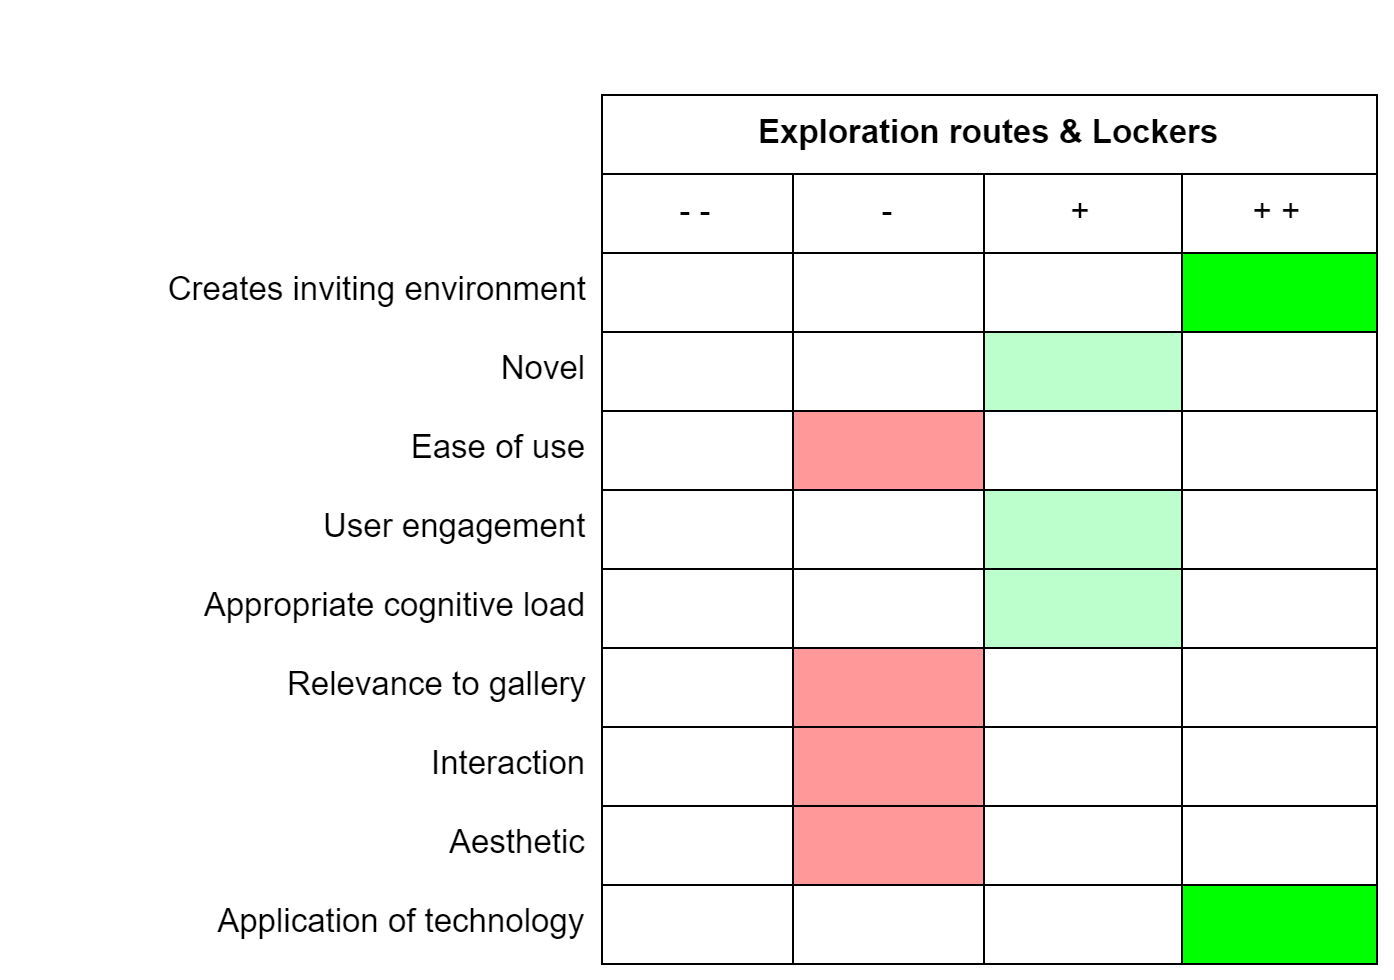 Exploration routes & Lockers
- - - + + +
Creates inviting environment
Novel
Ease of use
User engagement
Appropriate cognitive load
Relevance to gallery
Interaction
Aesthetic
Application of technology